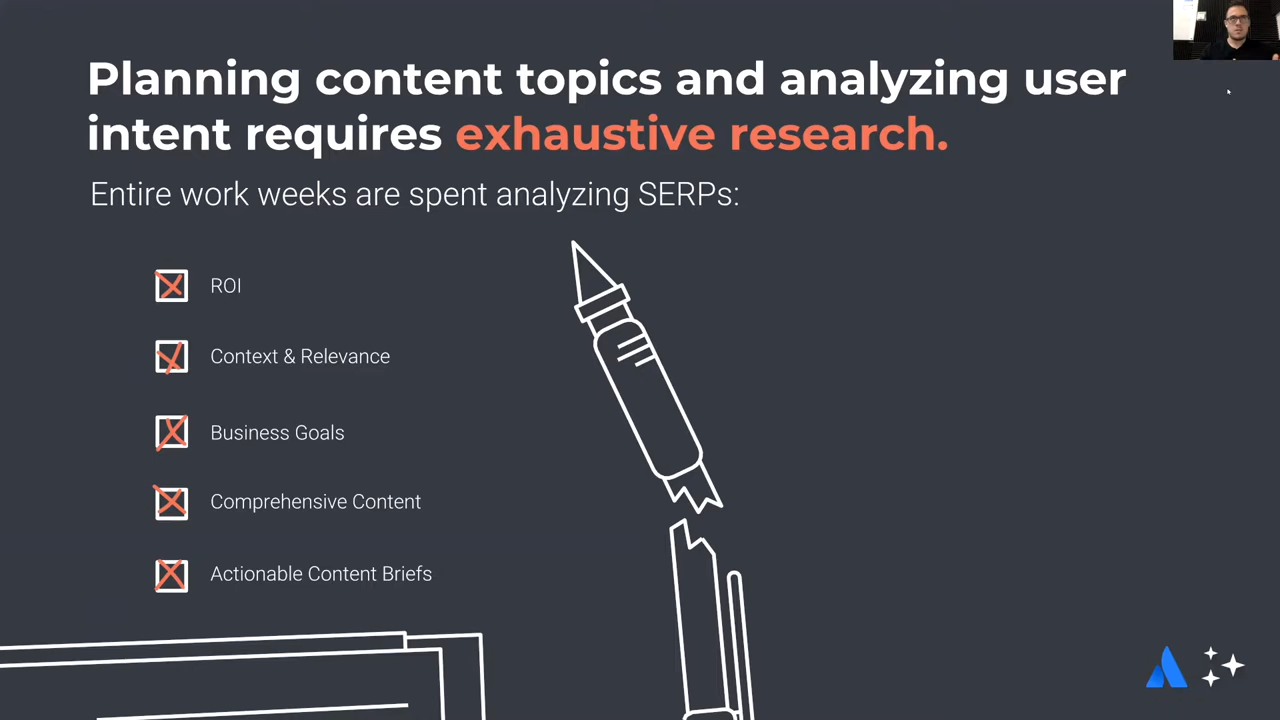 Planning content topics and analyzing user
intent requires exhaustive research.
Entire work weeks are spent analyzing SERPs:
ROI
Context & Relevance
Business Goals
Comprehensive Content
Actionable Content Briefs